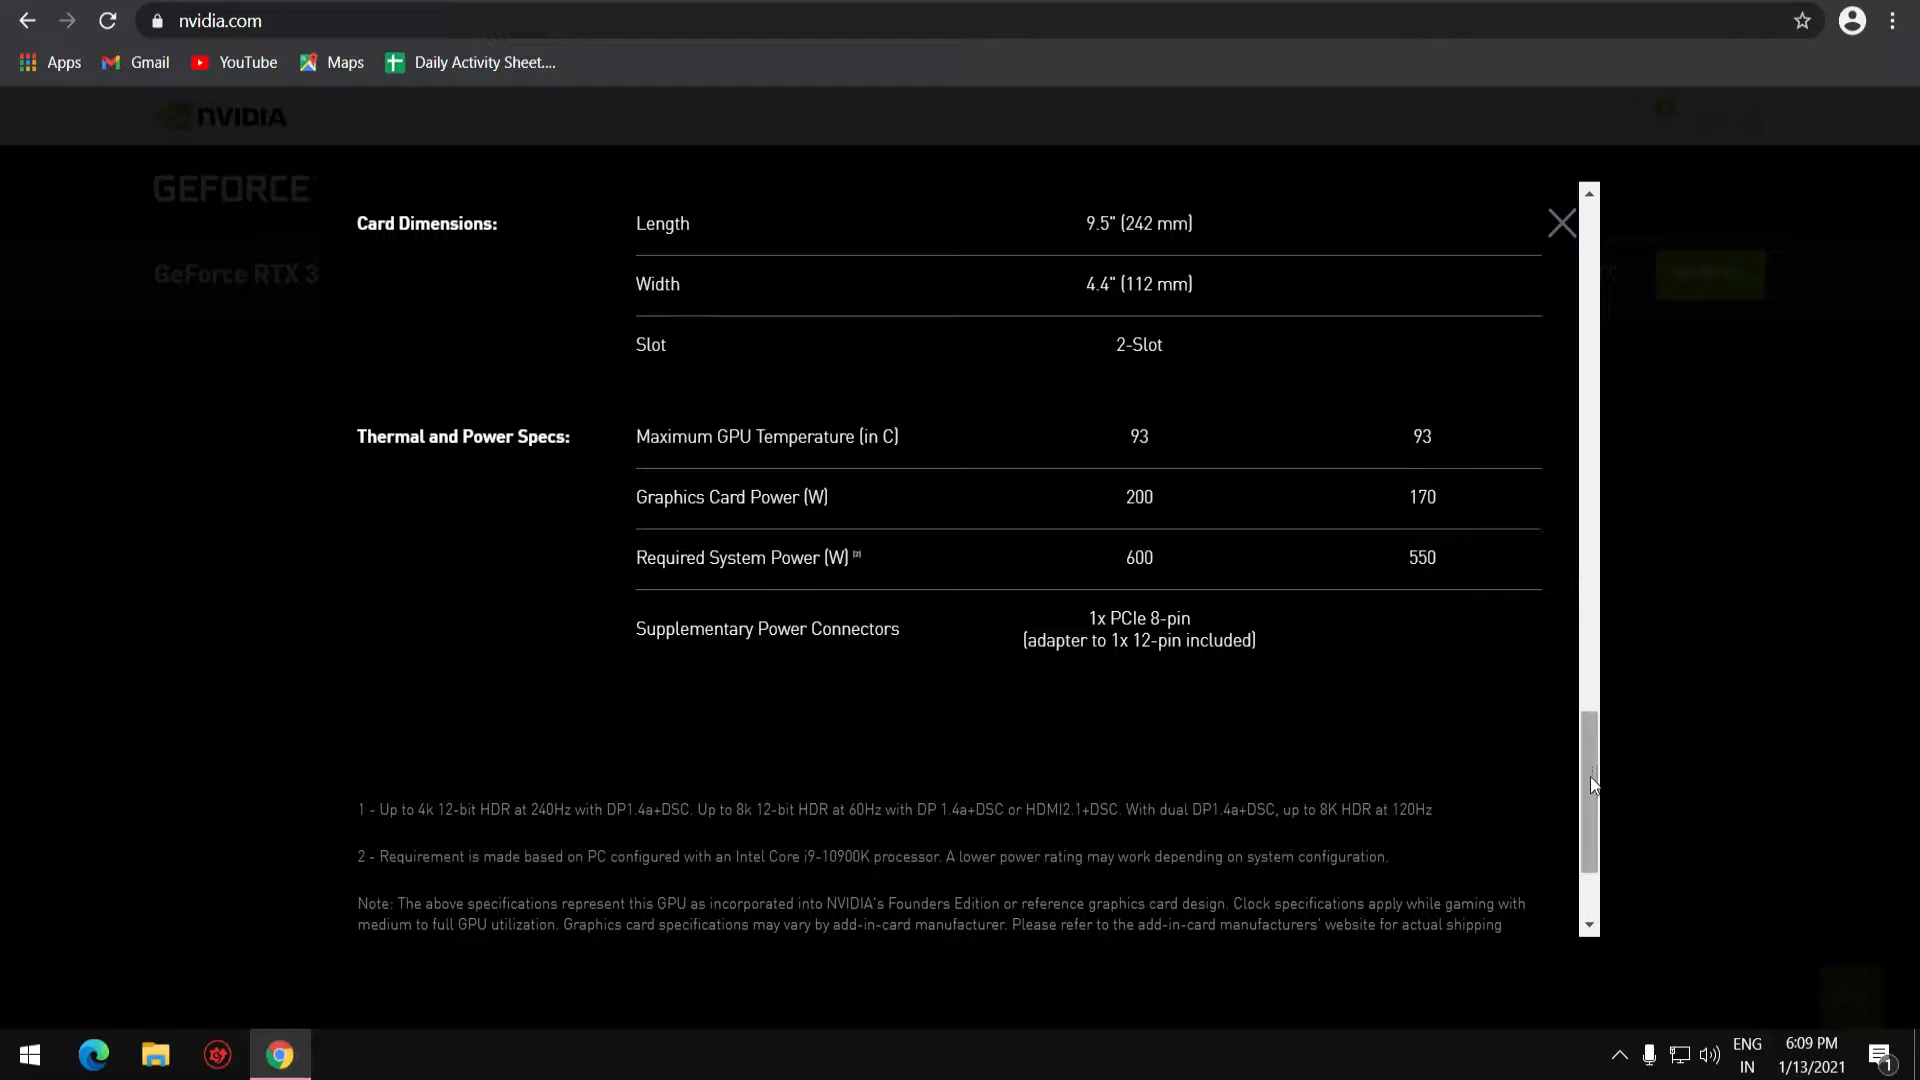 nvidia.com
Apps Gmail YouTube Maps Daily Activity Sheet....
NVIDIA
GEFORCE
Card Dimensions: Length 9.5" (242 mm)
GeForce RTX 3
Width 4.4" (112 mm)
Slot 2-Slot
Thermal and Power Specs: Maximum GPU Temperature (in C) 93 93
Graphics Card Power (W) 200 170
Required System Power (W) (2) 600 550
Supplementary Power Connectors 1x PCIe 8-pin
(adapter to 1x 12-pin included)
1 - Up to 4k 12-bit HDR at 240Hz with DP1.4a+DSC. Up to 8k 12-bit HDR at 60Hz with DP 1.4a+DSC or HDMI2.1+DSC. With dual DP1.4a+DSC, up to 8K HDR at 120Hz
2 - Requirement is made based on PC configured with an Intel Core i9-10900K processor. A lower power rating may work depending on system configuration.
Note: The above specifications represent this GPU as incorporated into NVIDIA's Founders Edition or reference graphics card design. Clock specifications apply while gaming with
medium to full GPU utilization. Graphics card specifications may vary by add-in-card manufacturer. Please refer to the add-in-card manufacturers' website for actual shipping
ENG 6:09 PM
IN 1/13/2021 1